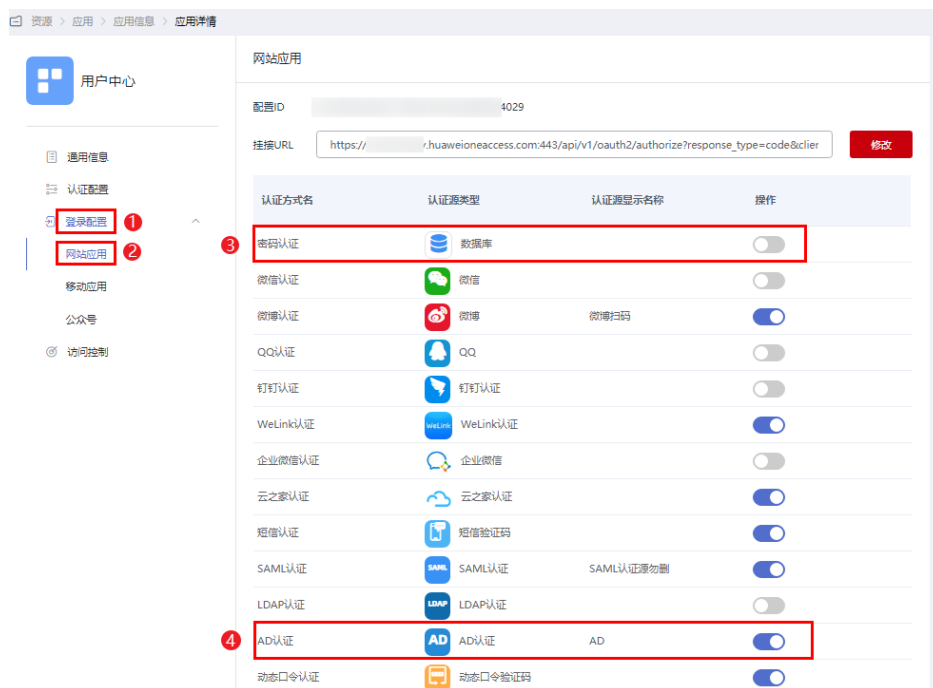 资源 > 应用 > 应用信息 > 应用详情
用户中心
通用信息
认证配置
登录配置 1
网站应用 2
移动应用
公众号
访问控制
网站应用
配置ID 4029
挂接URL https:// .huaweioneaccess.com:443/api/v1/oauth2/authorize?response_type=code&clien 修改
认证方式名 认证源类型 认证源显示名称 操作
3 密码认证 数据库
微信认证 微信
微博认证 微博 微博扫码
QQ认证 QQ
钉钉认证 钉钉认证
WeLink认证 WeLink WeLink认证
企业微信认证 企业微信
云之家认证 云之家认证
短信认证 短信验证码
SAML认证 SAML SAML认证 SAML认证源勿删
LDAP认证 LDAP LDAP认证
4 AD认证 AD AD认证 AD
动态口令认证 动态口令验证码